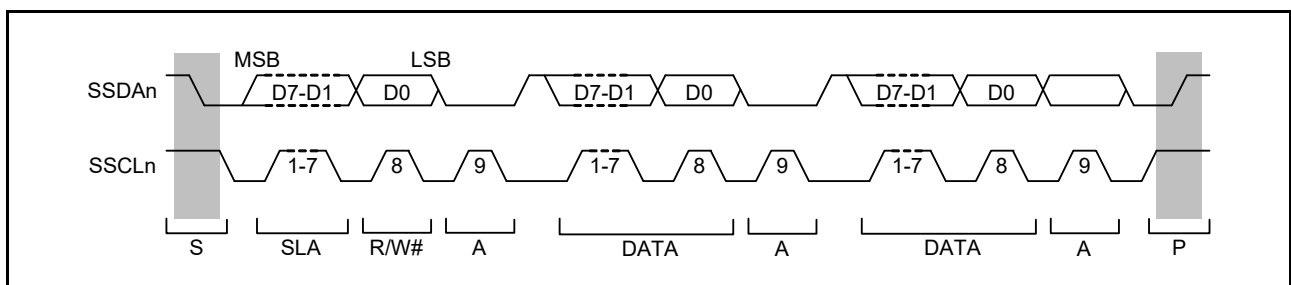 MSB LSB
SSDAn D7-D1 D0 D7-D1 D0 D7-D1 D0
SSCLn 1-7 8 9 1-7 8 9 1-7 8 9
S SLA R/W# A DATA A DATA A P